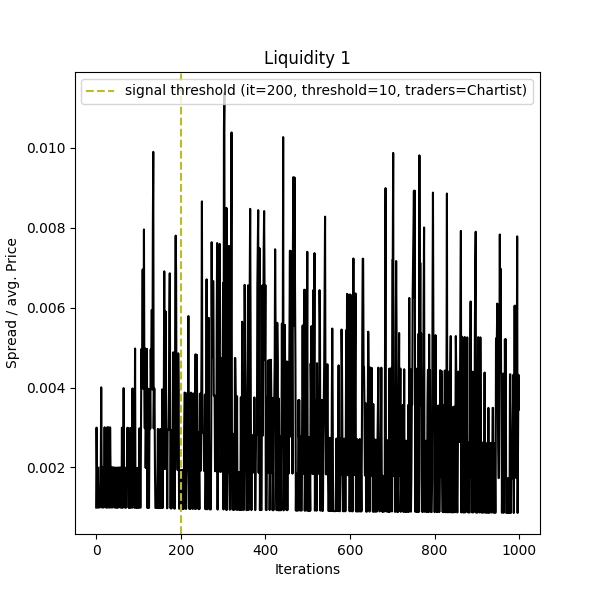 Liquidity 1
signal threshold (it=200, threshold=10, traders=Chartist)
Spread / avg. Price
0.010
0.008
0.006
0.004
0.002
0 200 400 600 800 1000
Iterations